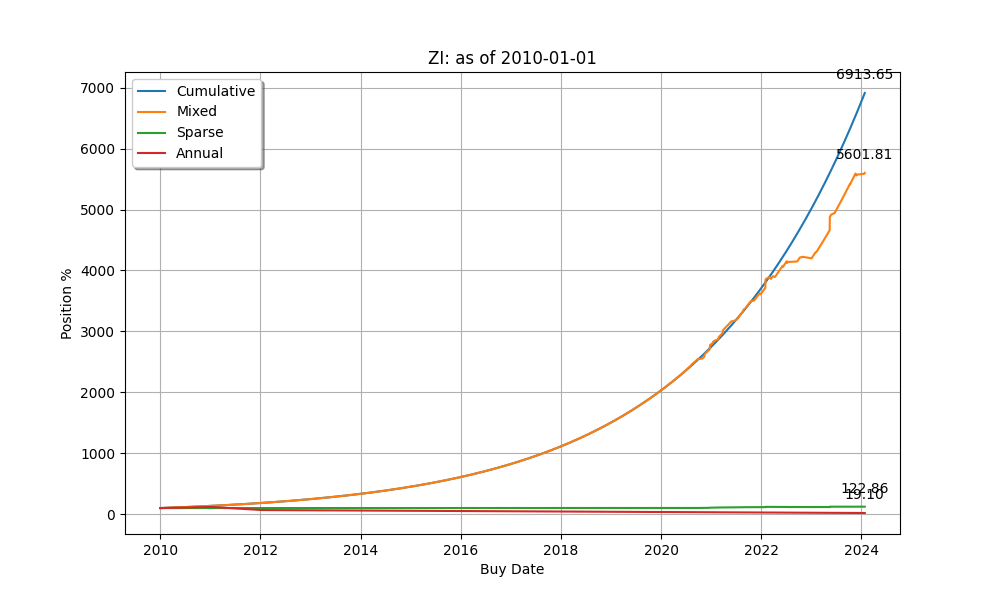 ZI: as of 2010-01-01
6913.65
5601.81
122.86
19.10
Cumulative
Mixed
Sparse
Annual
Position %
7000
6000
5000
4000
3000
2000
1000
0
2010 2012 2014 2016 2018 2020 2022 2024
Buy Date